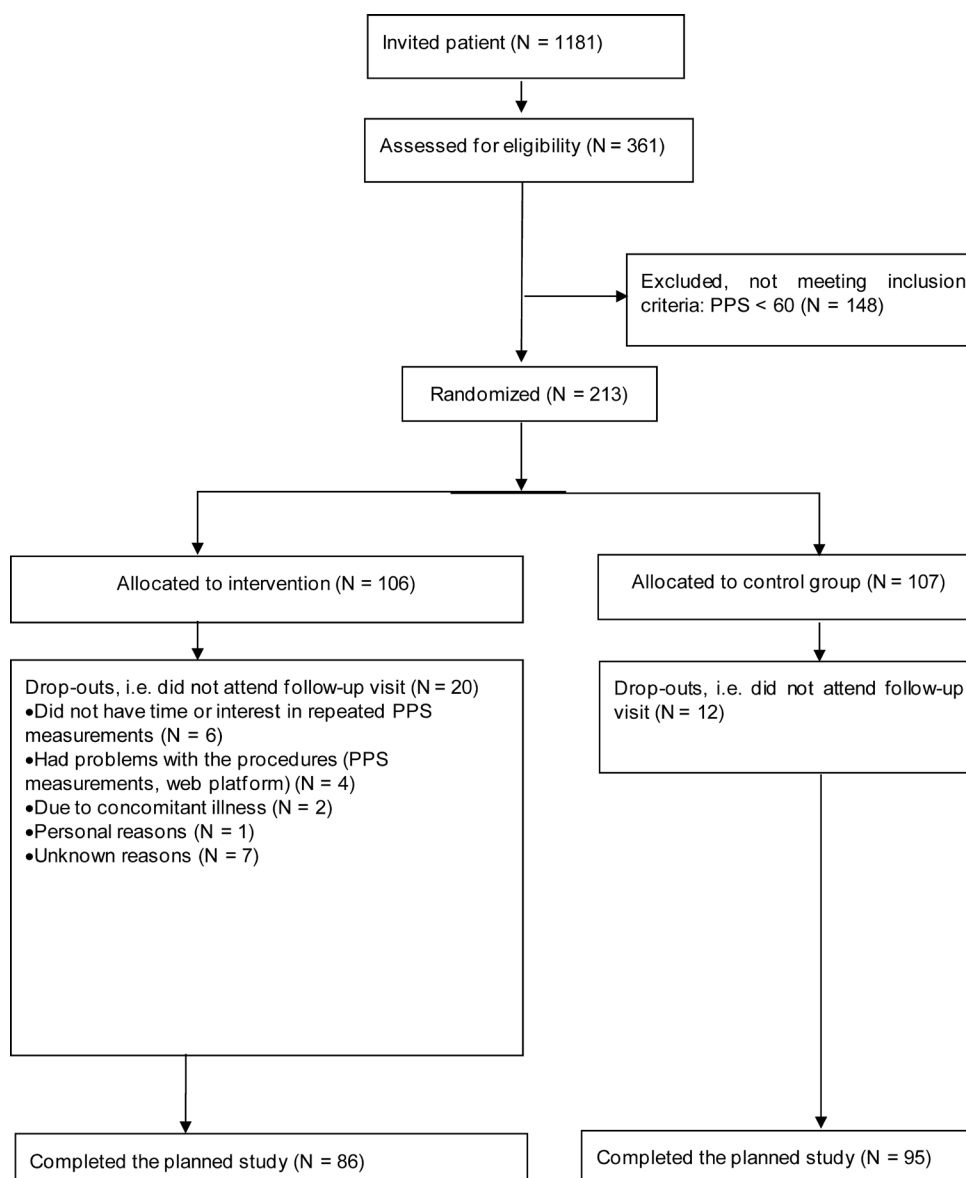 Invited patient (N = 1181)
Assessed for eligibility (N = 361)
Excluded, not meeting inclusion
criteria: PPS < 60 (N = 148)
Randomized (N = 213)
Allocated to intervention (N = 106)
Allocated to control group (N = 107)
Drop-outs, i.e. did not attend follow-up visit (N = 20)
•Did not have time or interest in repeated PPS
measurements (N = 6)
•Had problems with the procedures (PPS
measurements, web platform) (N = 4)
•Due to concomitant illness (N = 2)
•Personal reasons (N = 1)
•Unknown reasons (N = 7)
Drop-outs, i.e. did not attend follow-up
visit (N = 12)
Completed the planned study (N = 86)
Completed the planned study (N = 95)